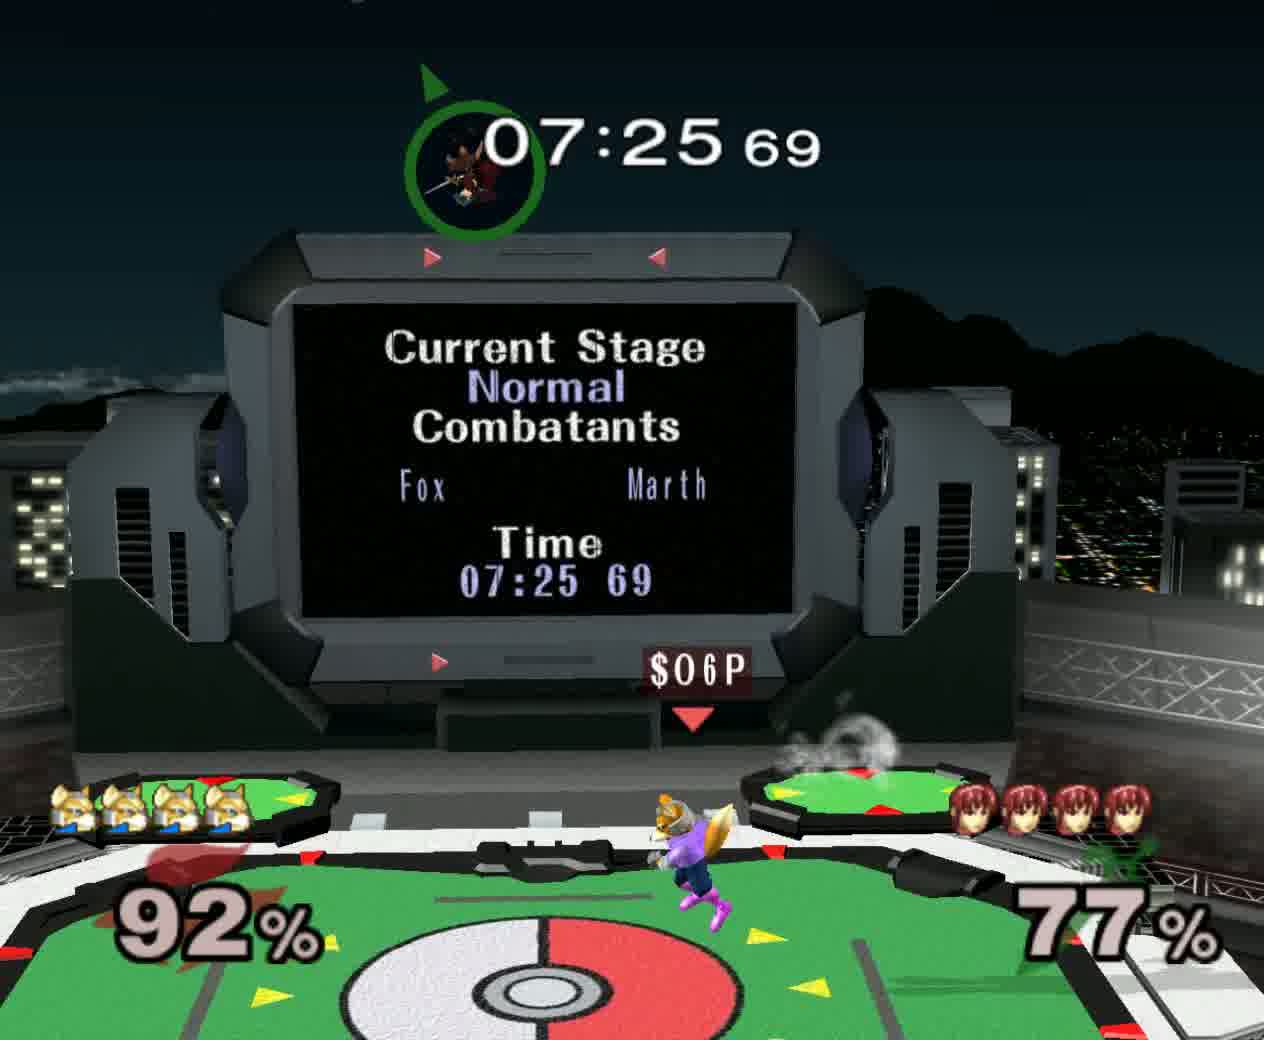 07:25 69
Current Stage
Normal
Combatants
Fox Marth
Time
07:25 69
$06P
92%
77%